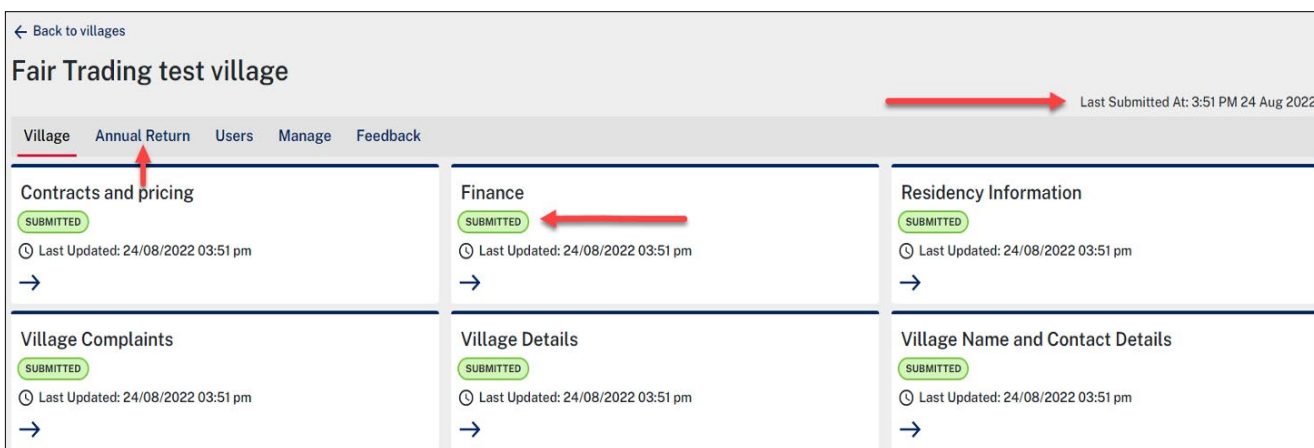 ← Back to villages
Fair Trading test village
Last Submitted At: 3:51 PM 24 Aug 2022
Village Annual Return Users Manage Feedback
Contracts and pricing
SUBMITTED
Last Updated: 24/08/2022 03:51 pm
→
Finance
SUBMITTED
Last Updated: 24/08/2022 03:51 pm
→
Residency Information
SUBMITTED
Last Updated: 24/08/2022 03:51 pm
→
Village Complaints
SUBMITTED
Last Updated: 24/08/2022 03:51 pm
→
Village Details
SUBMITTED
Last Updated: 24/08/2022 03:51 pm
→
Village Name and Contact Details
SUBMITTED
Last Updated: 24/08/2022 03:51 pm
→